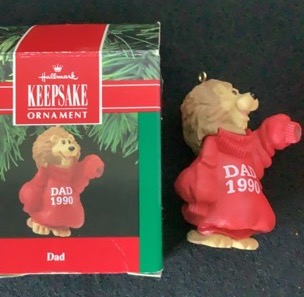 Hallmark
KEEPSAKE
ORNAMENT
DAD
1990
Dad
DAD
1990